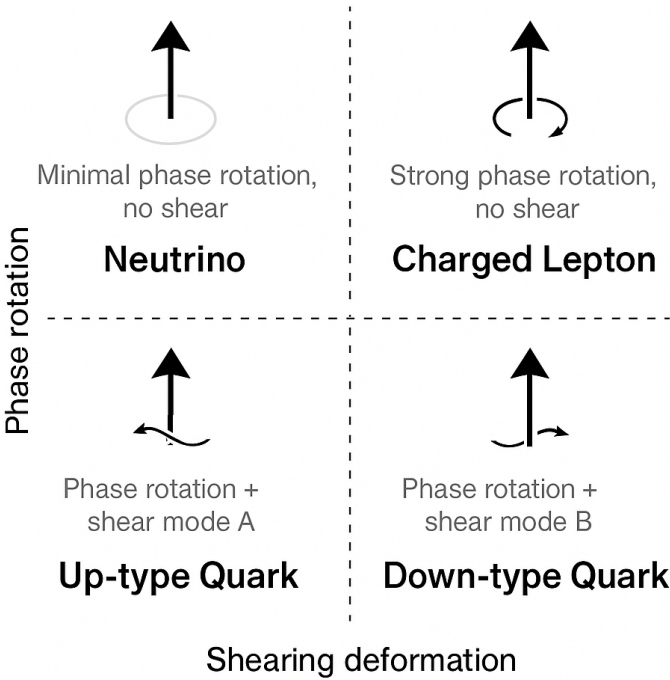 Minimal phase rotation,
no shear
Neutrino
Strong phase rotation,
no shear
Charged Lepton
Phase rotation
Phase rotation +
shear mode A
Up-type Quark
Phase rotation +
shear mode B
Down-type Quark
Shearing deformation